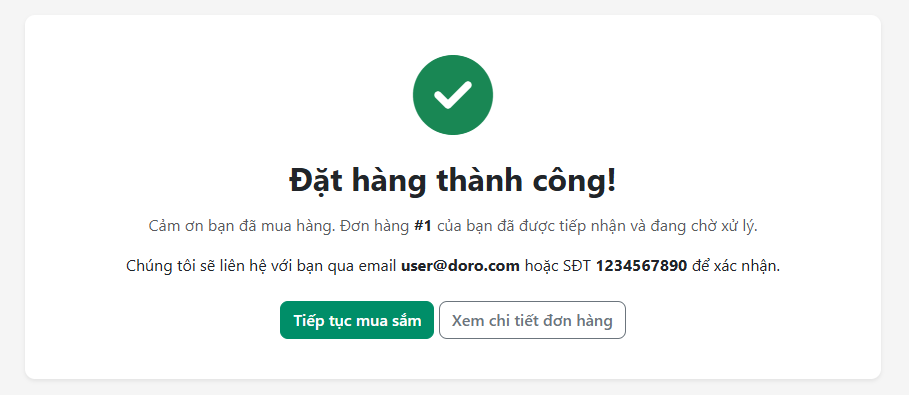 Đặt hàng thành công!
Cảm ơn bạn đã mua hàng. Đơn hàng #1 của bạn đã được tiếp nhận và đang chờ xử lý.
Chúng tôi sẽ liên hệ với bạn qua email user@doro.com hoặc SĐT 1234567890 để xác nhận.
Tiếp tục mua sắm Xem chi tiết đơn hàng